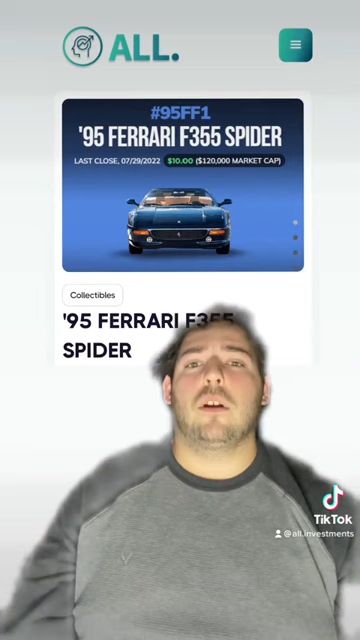 ALL.
#95FF1
'95 FERRARI F355 SPIDER
LAST CLOSE, 07/29/2022 $10.00 ($120,000 MARKET CAP)
Collectibles
'95 FERRARI F355
SPIDER
TikTok
@all.investments